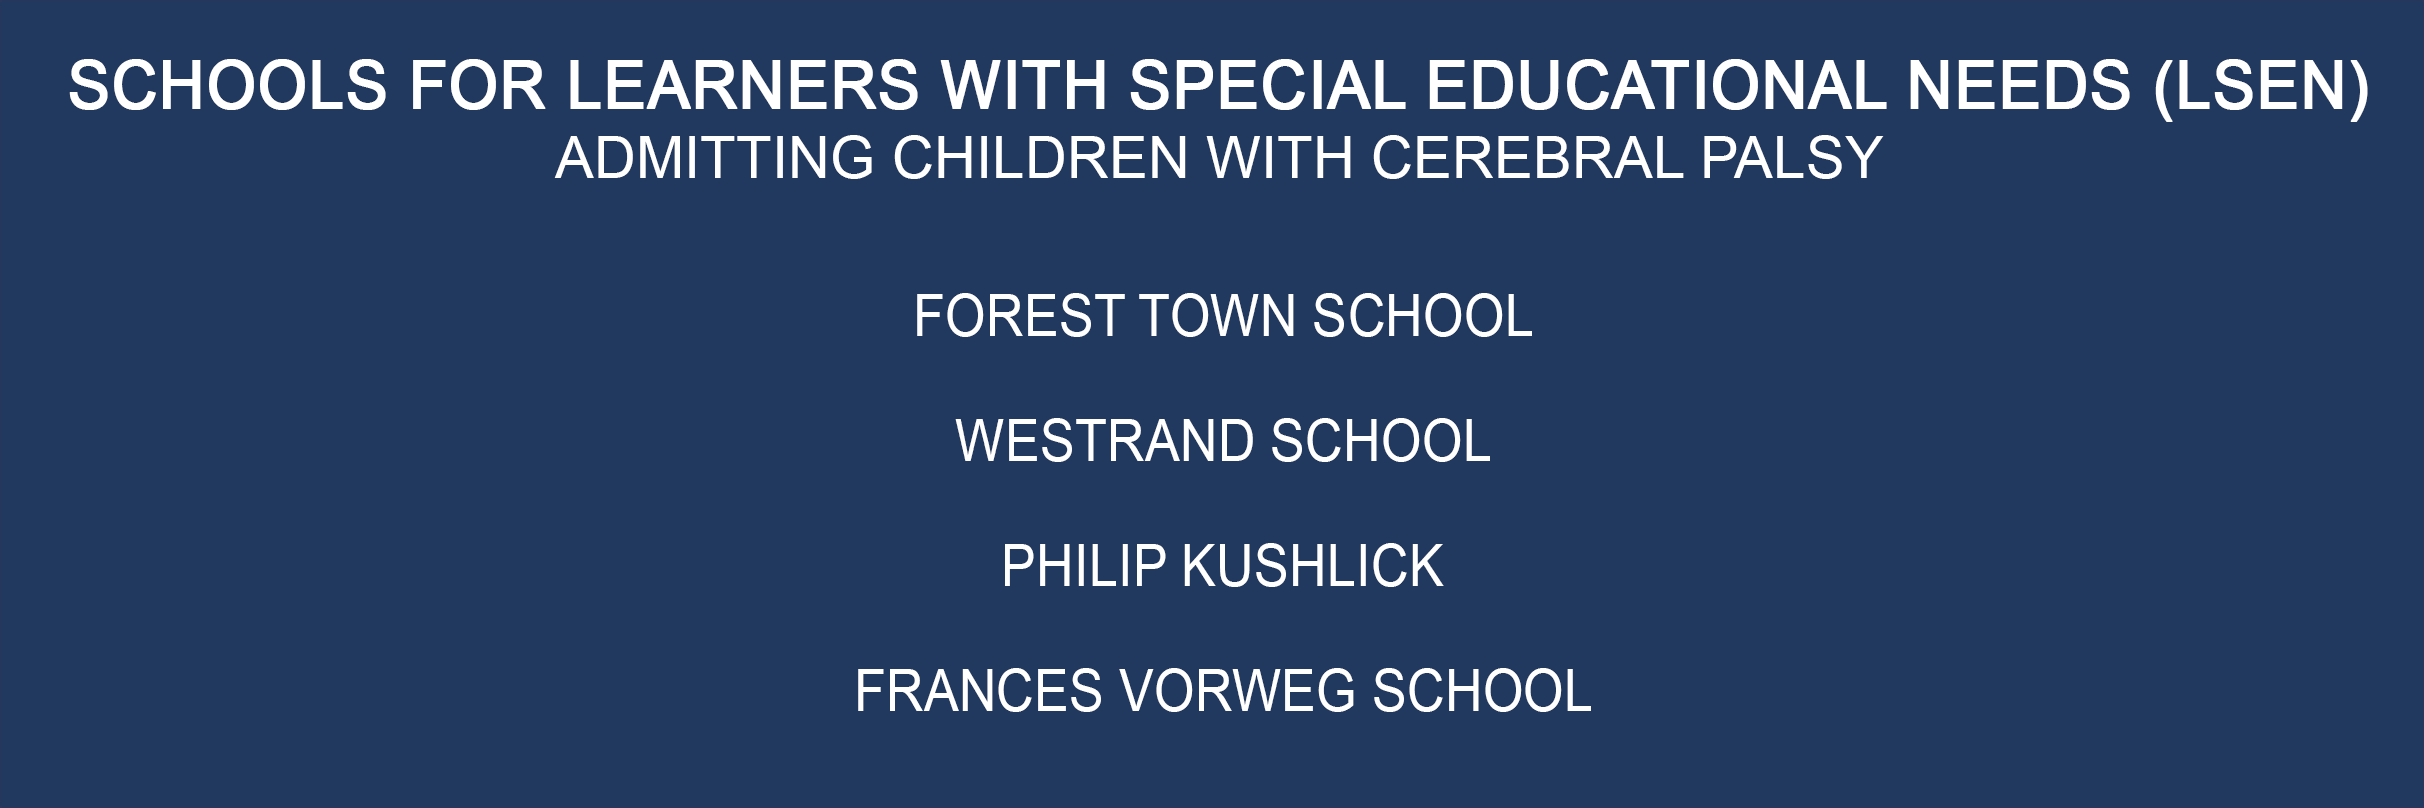 SCHOOLS FOR LEARNERS WITH SPECIAL EDUCATIONAL NEEDS (LSEN)
ADMITTING CHILDREN WITH CEREBRAL PALSY
FOREST TOWN SCHOOL
WESTRAND SCHOOL
PHILIP KUSHLICK
FRANCES VORWEG SCHOOL